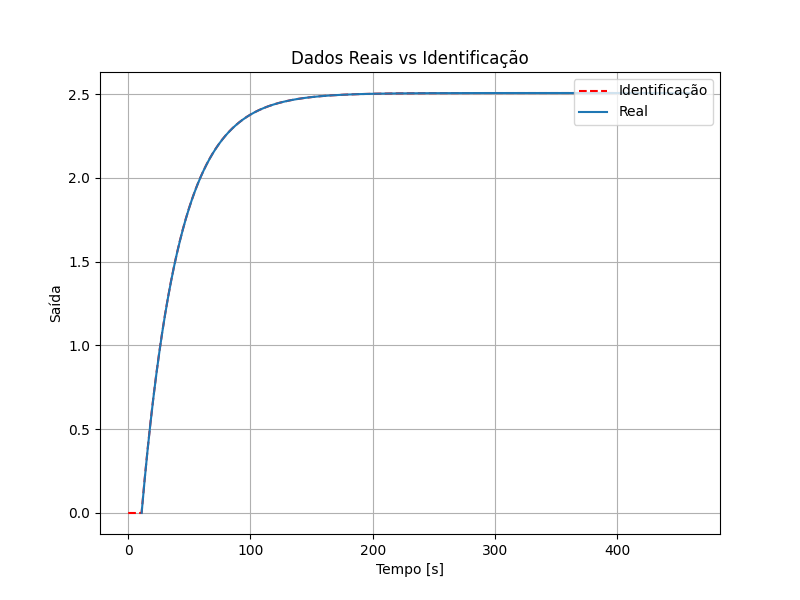 Dados Reais vs Identificação
Identificação
Real
2.5
2.0
1.5
1.0
0.5
0.0
Saída
0 100 200 300 400
Tempo [s]